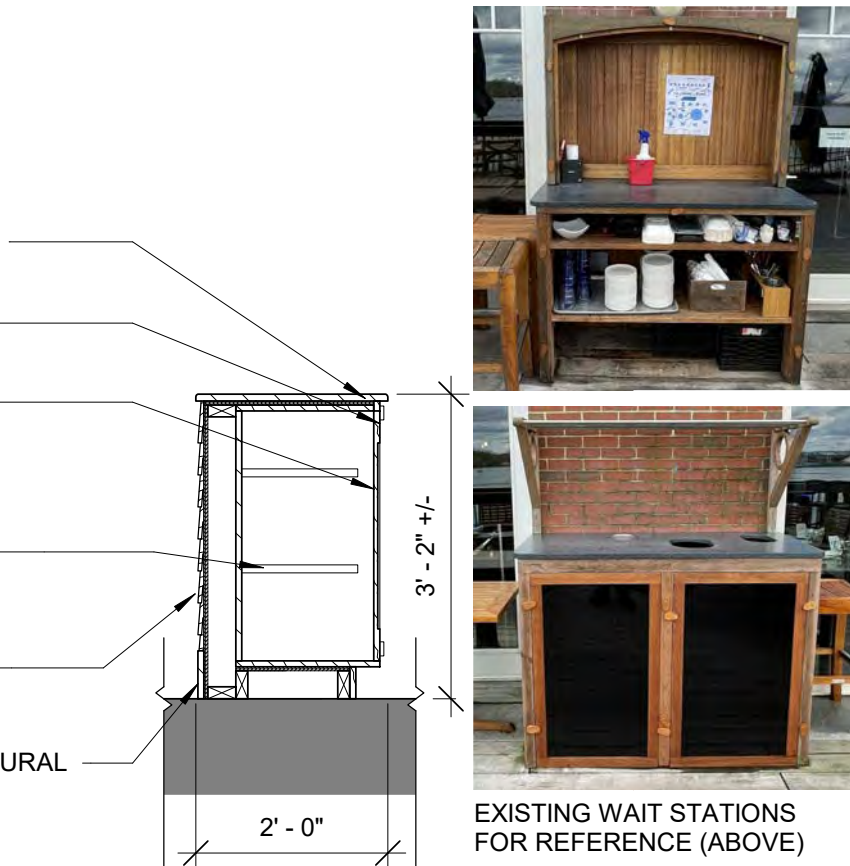 3' - 2" +/-
URAL
2' - 0"
EXISTING WAIT STATIONS
FOR REFERENCE (ABOVE)